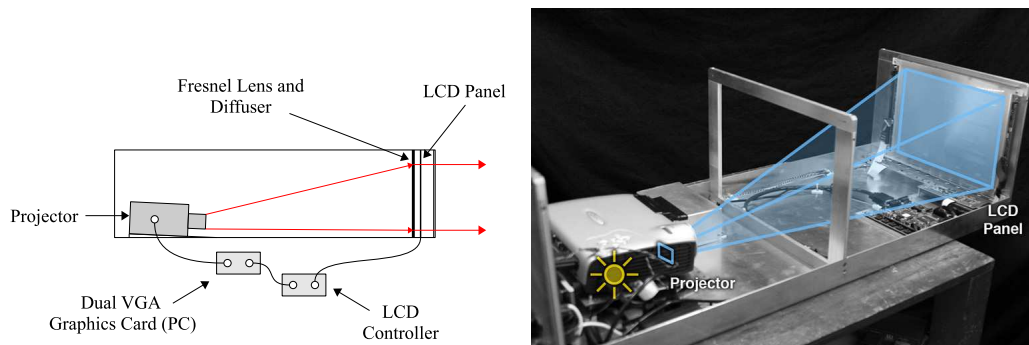 Fresnel Lens and
Diffuser
LCD Panel
Projector
Dual VGA
Graphics Card (PC)
LCD
Controller
Projector
LCD
Panel